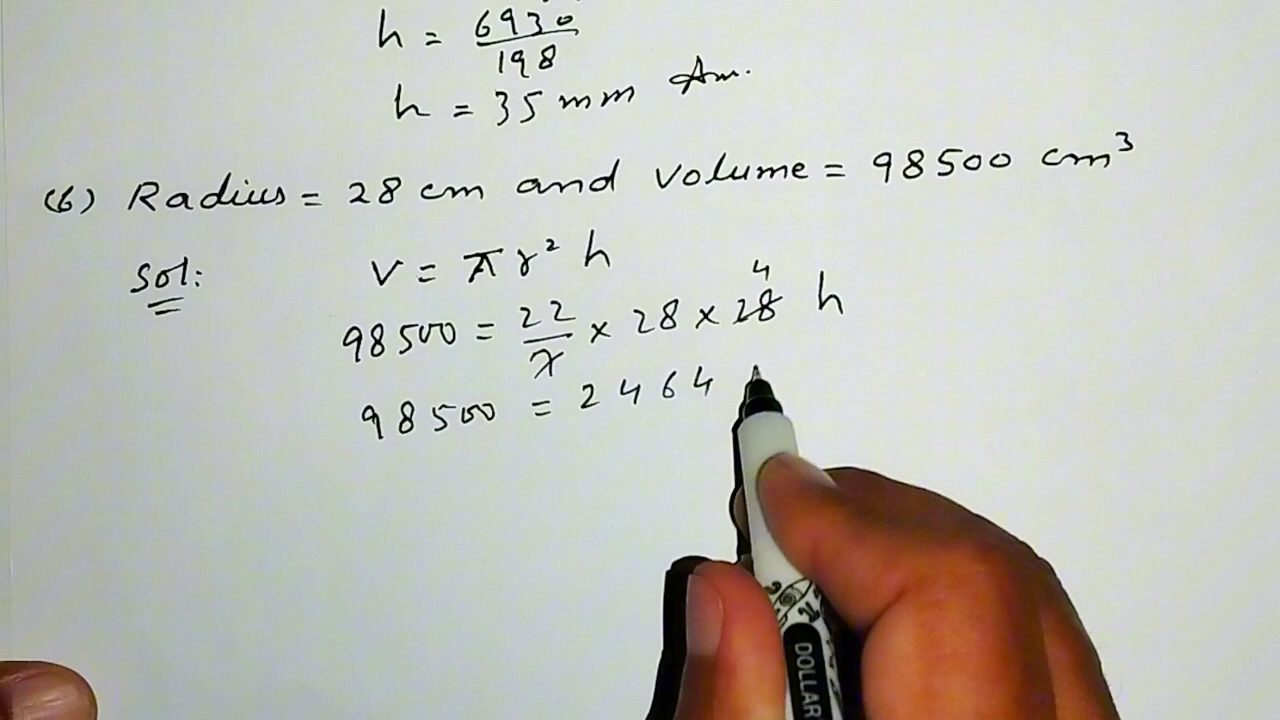 h = 6930/198
h = 35 mm Ans.
(6) Radius = 28 cm and volume = 98500 cm³
Sol:
V = πr² h
4
98500 = 22/7 × 28 × 28 h
98500 = 2464
DOLLAR